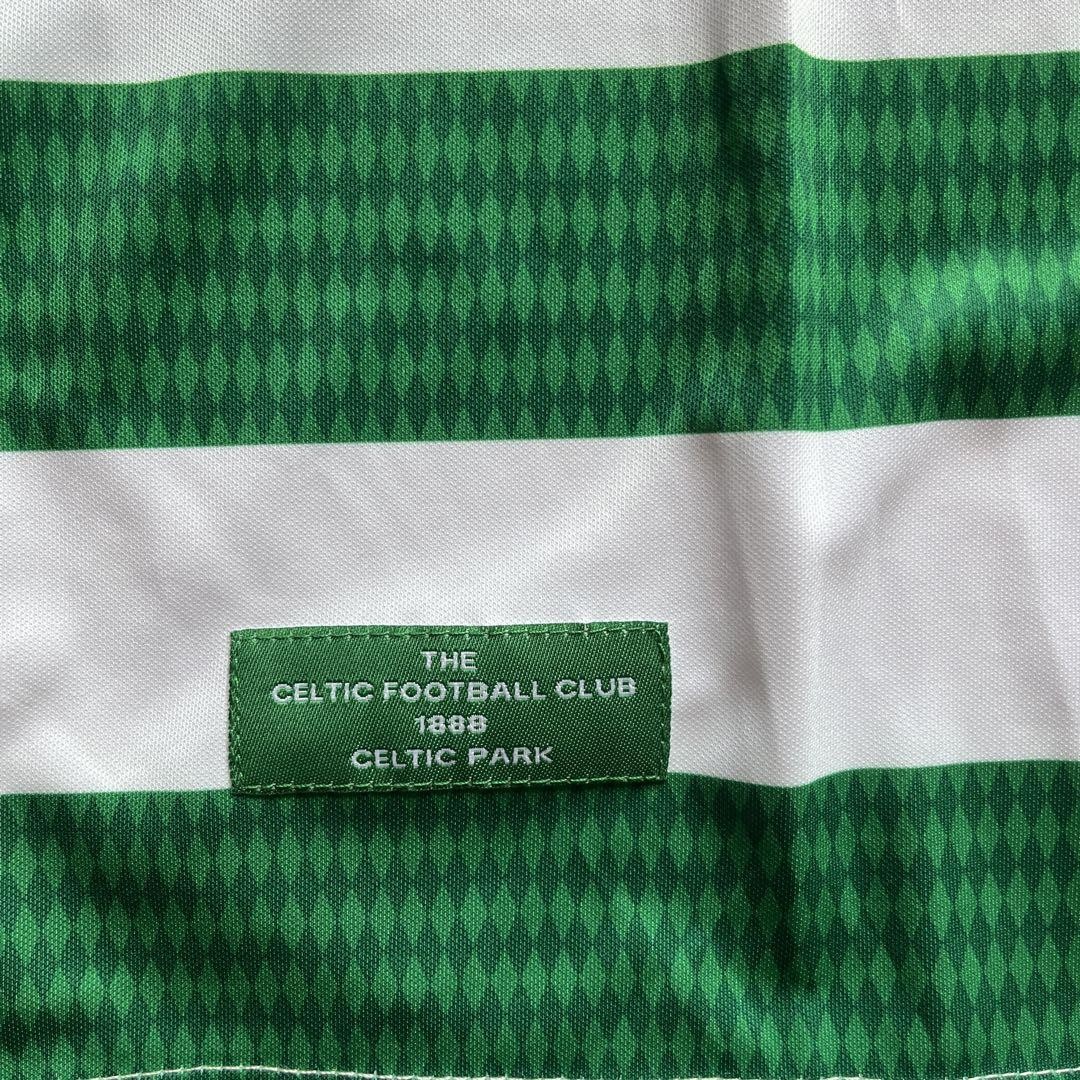 THE
CELTIC FOOTBALL CLUB
1888
CELTIC PARK